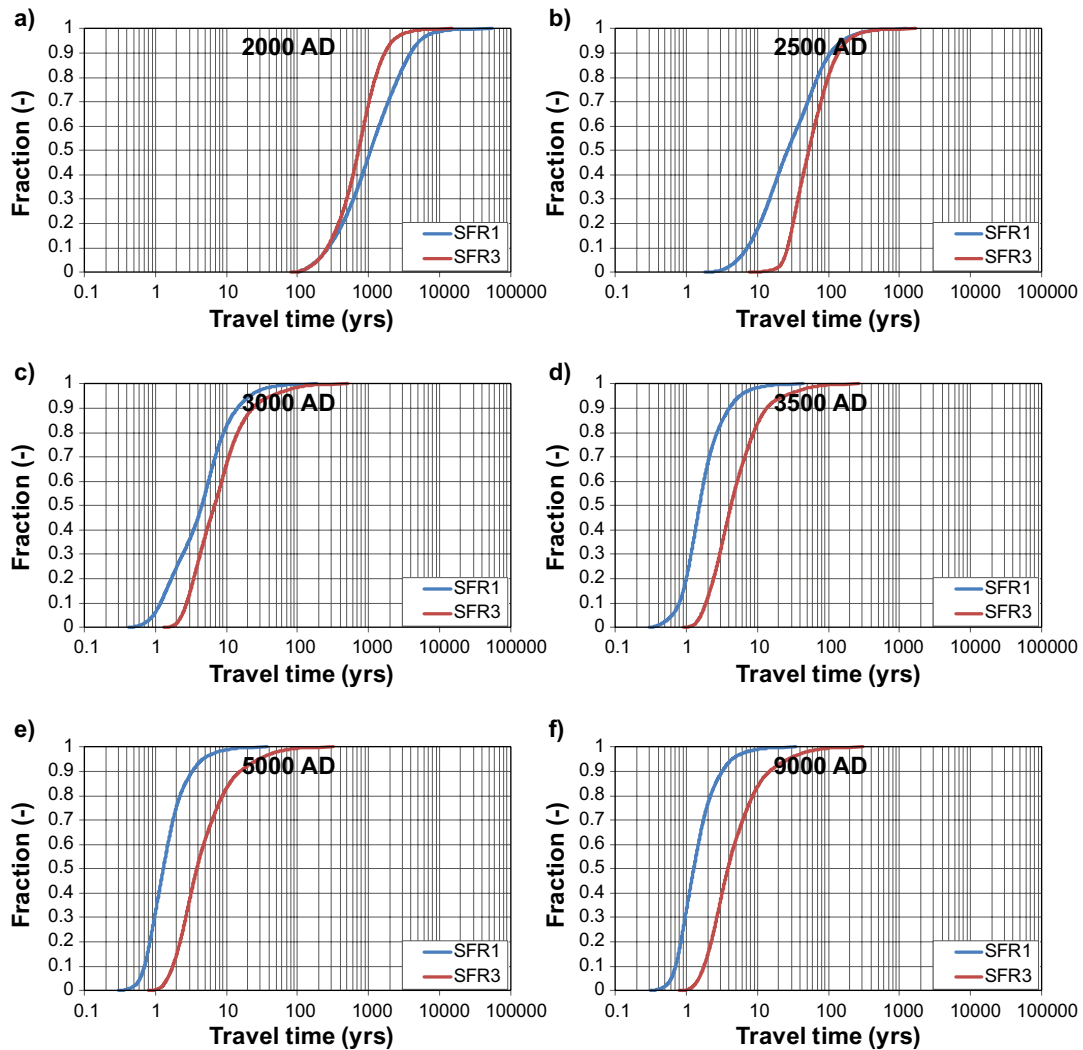 a)
2000 AD
1
0.9
0.8
0.7
0.6
0.5
0.4
0.3
0.2
0.1
0
Fraction (-)
SFR1
SFR3
0.1 1 10 100 1000 10000 100000
Travel time (yrs)
b)
2500 AD
1
0.9
0.8
0.7
0.6
0.5
0.4
0.3
0.2
0.1
0
Fraction (-)
SFR1
SFR3
0.1 1 10 100 1000 10000 100000
Travel time (yrs)
c)
3000 AD
1
0.9
0.8
0.7
0.6
0.5
0.4
0.3
0.2
0.1
0
Fraction (-)
SFR1
SFR3
0.1 1 10 100 1000 10000 100000
Travel time (yrs)
d)
3500 AD
1
0.9
0.8
0.7
0.6
0.5
0.4
0.3
0.2
0.1
0
Fraction (-)
SFR1
SFR3
0.1 1 10 100 1000 10000 100000
Travel time (yrs)
e)
5000 AD
1
0.9
0.8
0.7
0.6
0.5
0.4
0.3
0.2
0.1
0
Fraction (-)
SFR1
SFR3
0.1 1 10 100 1000 10000 100000
Travel time (yrs)
f)
9000 AD
1
0.9
0.8
0.7
0.6
0.5
0.4
0.3
0.2
0.1
0
Fraction (-)
SFR1
SFR3
0.1 1 10 100 1000 10000 100000
Travel time (yrs)